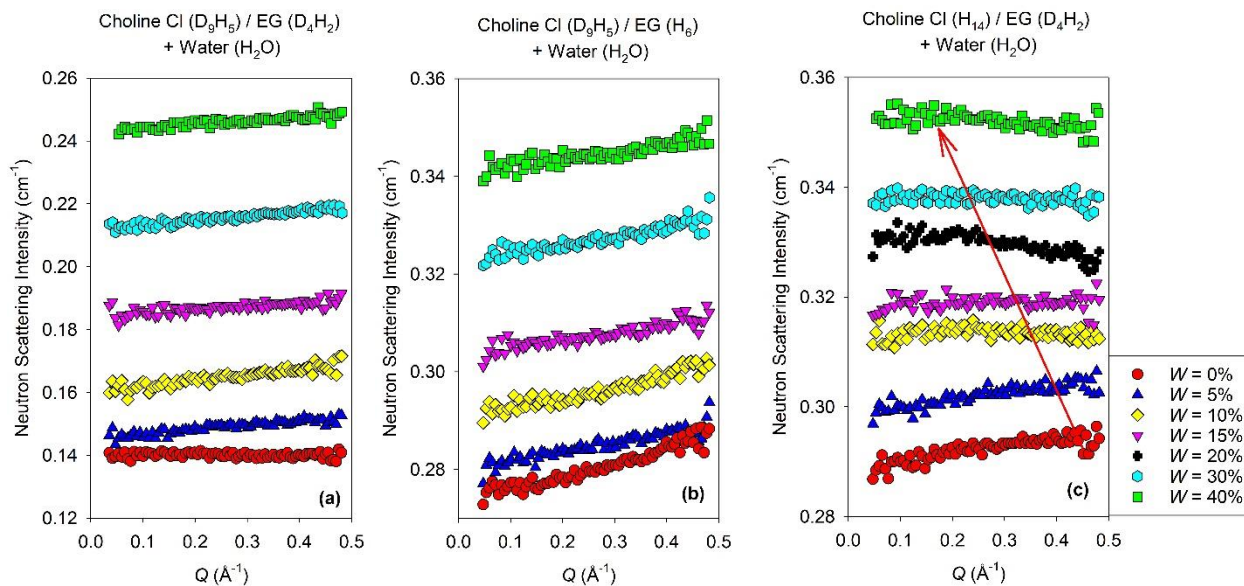 Choline Cl (D₉H₅) / EG (D₄H₂)
+ Water (H₂O)
Neutron Scattering Intensity (cm⁻¹)
0.26
0.24
0.22
0.20
0.18
0.16
0.14
0.12
(a)
0.0 0.1 0.2 0.3 0.4 0.5
Q (Å⁻¹)
Choline Cl (D₉H₅) / EG (H₆)
+ Water (H₂O)
Neutron Scattering Intensity (cm⁻¹)
0.36
0.34
0.32
0.30
0.28
(b)
0.0 0.1 0.2 0.3 0.4 0.5
Q (Å⁻¹)
Choline Cl (H₁₄) / EG (D₄H₂)
+ Water (H₂O)
Neutron Scattering Intensity (cm⁻¹)
0.36
0.34
0.32
0.30
0.28
(c)
0.0 0.1 0.2 0.3 0.4 0.5
Q (Å⁻¹)
W = 0%
W = 5%
W = 10%
W = 15%
W = 20%
W = 30%
W = 40%